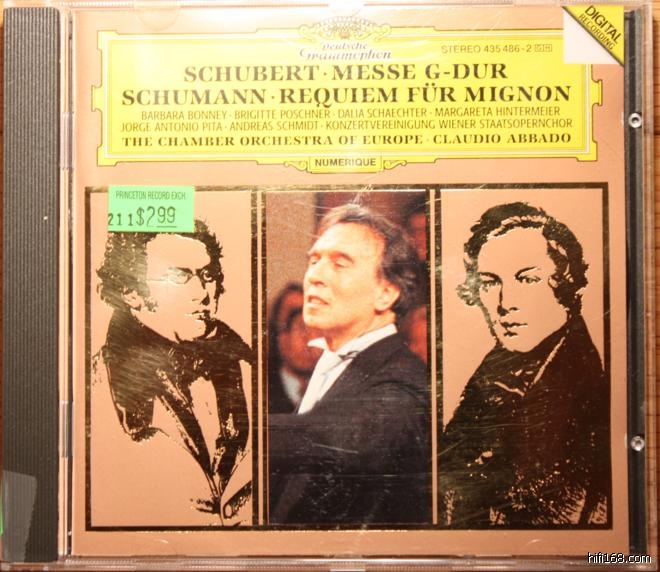 Deutsche
Grammophon
STEREO 435 486-2 GH
DIGITAL
RECORDING
SCHUBERT · MESSE G-DUR
SCHUMANN · REQUIEM FÜR MIGNON
BARBARA BONNEY · BRIGITTE POSCHNER · DALIA SCHAECHTER · MARGARETA HINTERMEIER
JORGE ANTONIO PITA · ANDREAS SCHMIDT · KONZERTVEREINIGUNG WIENER STAATSOPERNCHOR
THE CHAMBER ORCHESTRA OF EUROPE · CLAUDIO ABBADO
NUMERIQUE
PRINCETON RECORD EXCH.
211 $2.99
hifi168.com